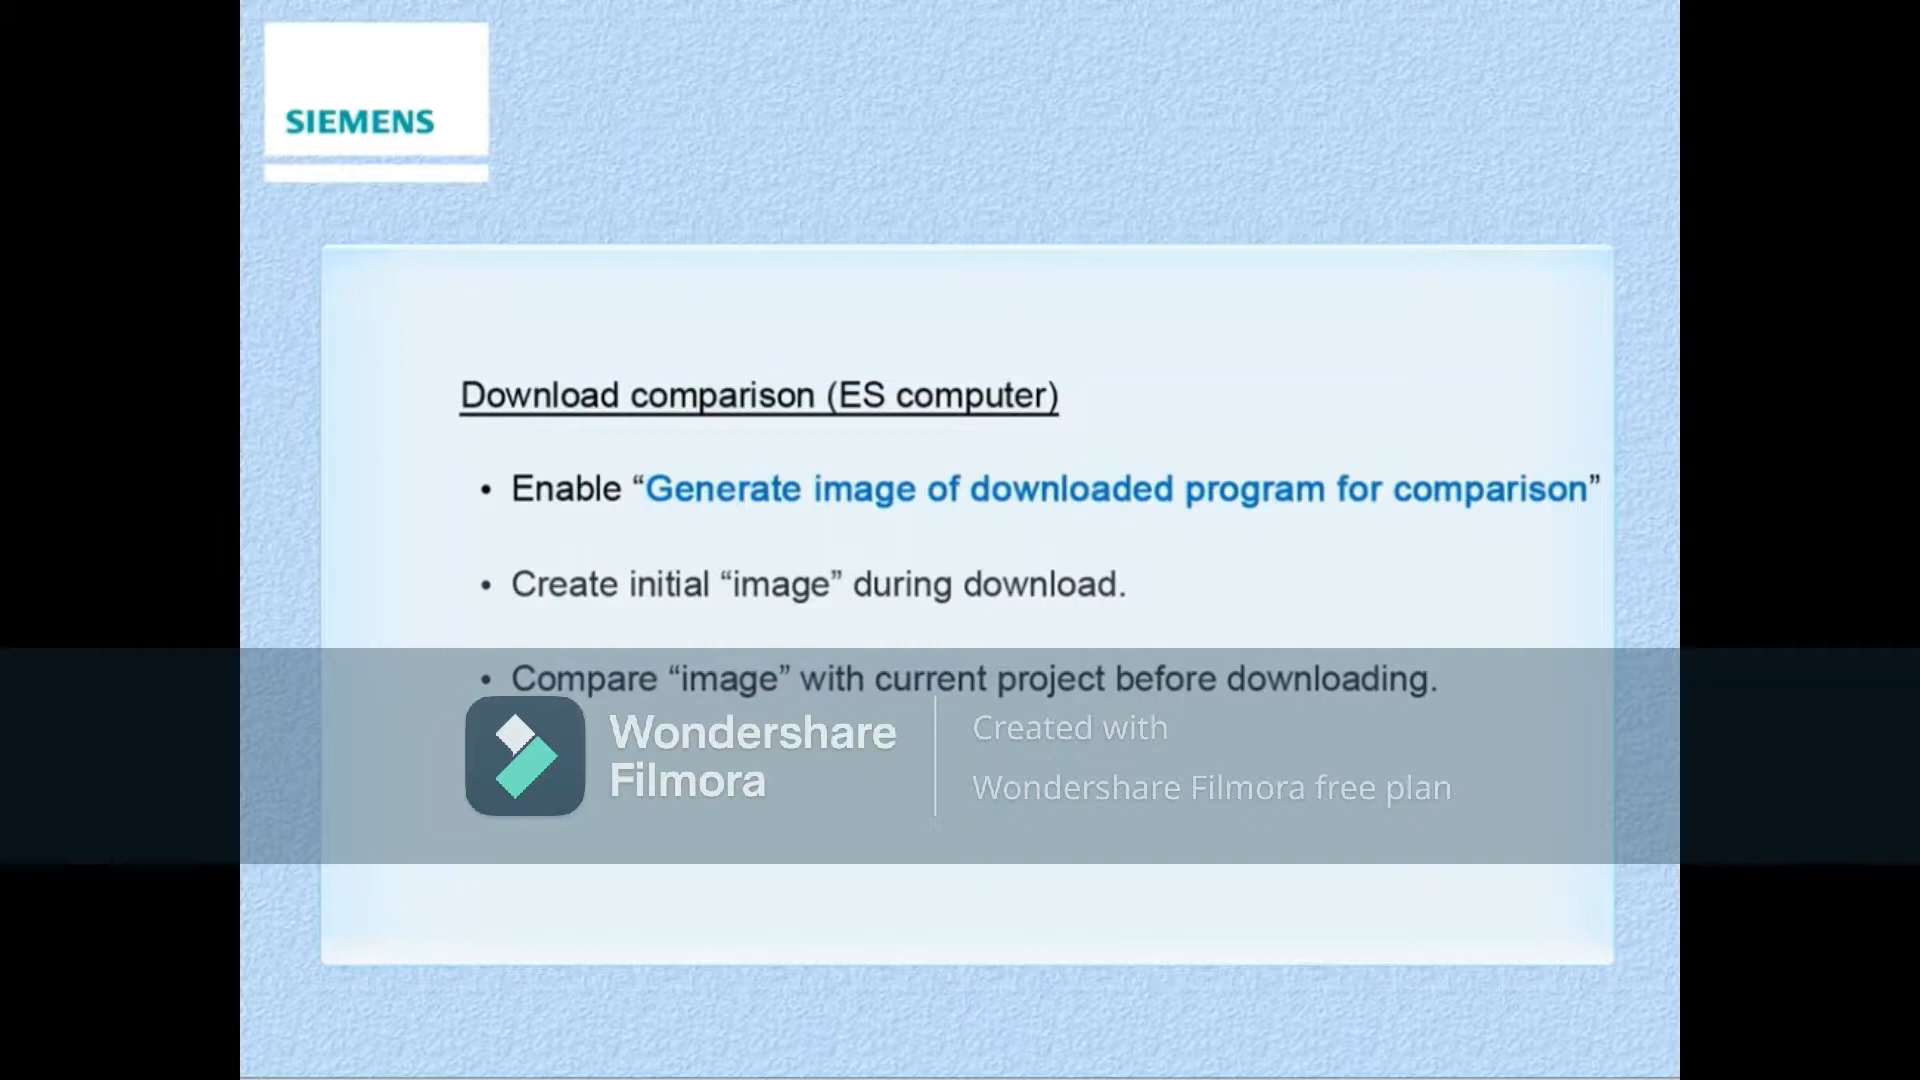 SIEMENS
Download comparison (ES computer)
• Enable “Generate image of downloaded program for comparison”
• Create initial “image” during download.
• Compare “image” with current project before downloading.
Wondershare
Filmora
Created with
Wondershare Filmora free plan